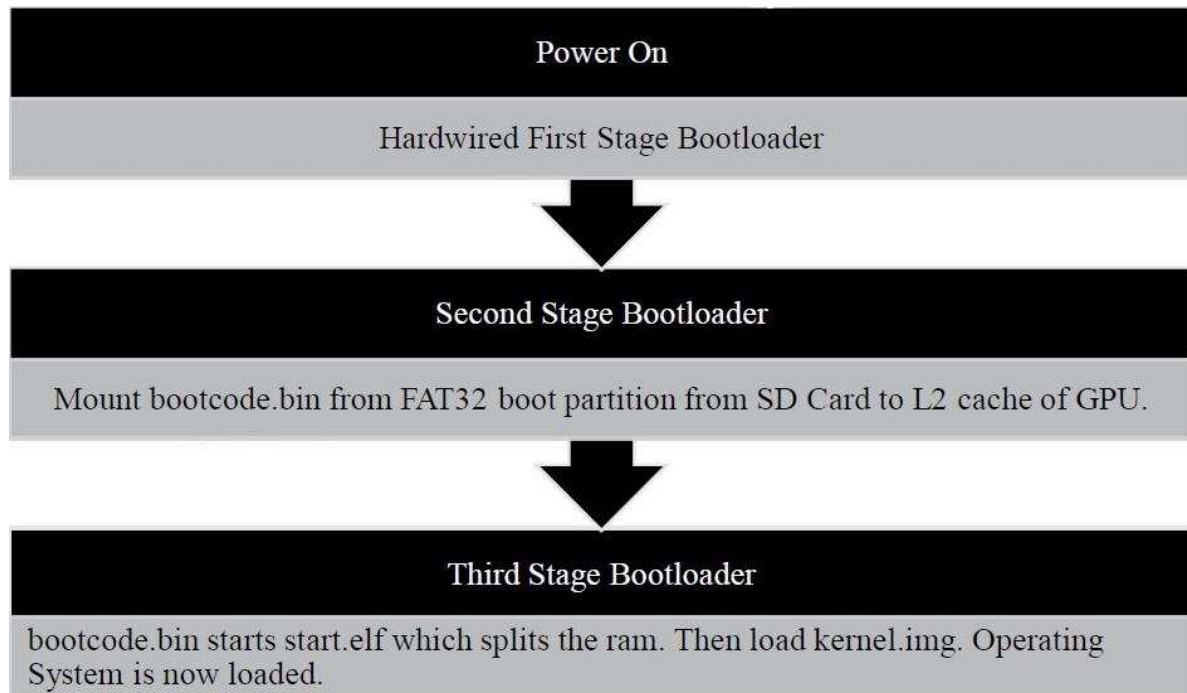 Power On
Hardwired First Stage Bootloader
Second Stage Bootloader
Mount bootcode.bin from FAT32 boot partition from SD Card to L2 cache of GPU.
Third Stage Bootloader
bootcode.bin starts start.elf which splits the ram. Then load kernel.img. Operating
System is now loaded.